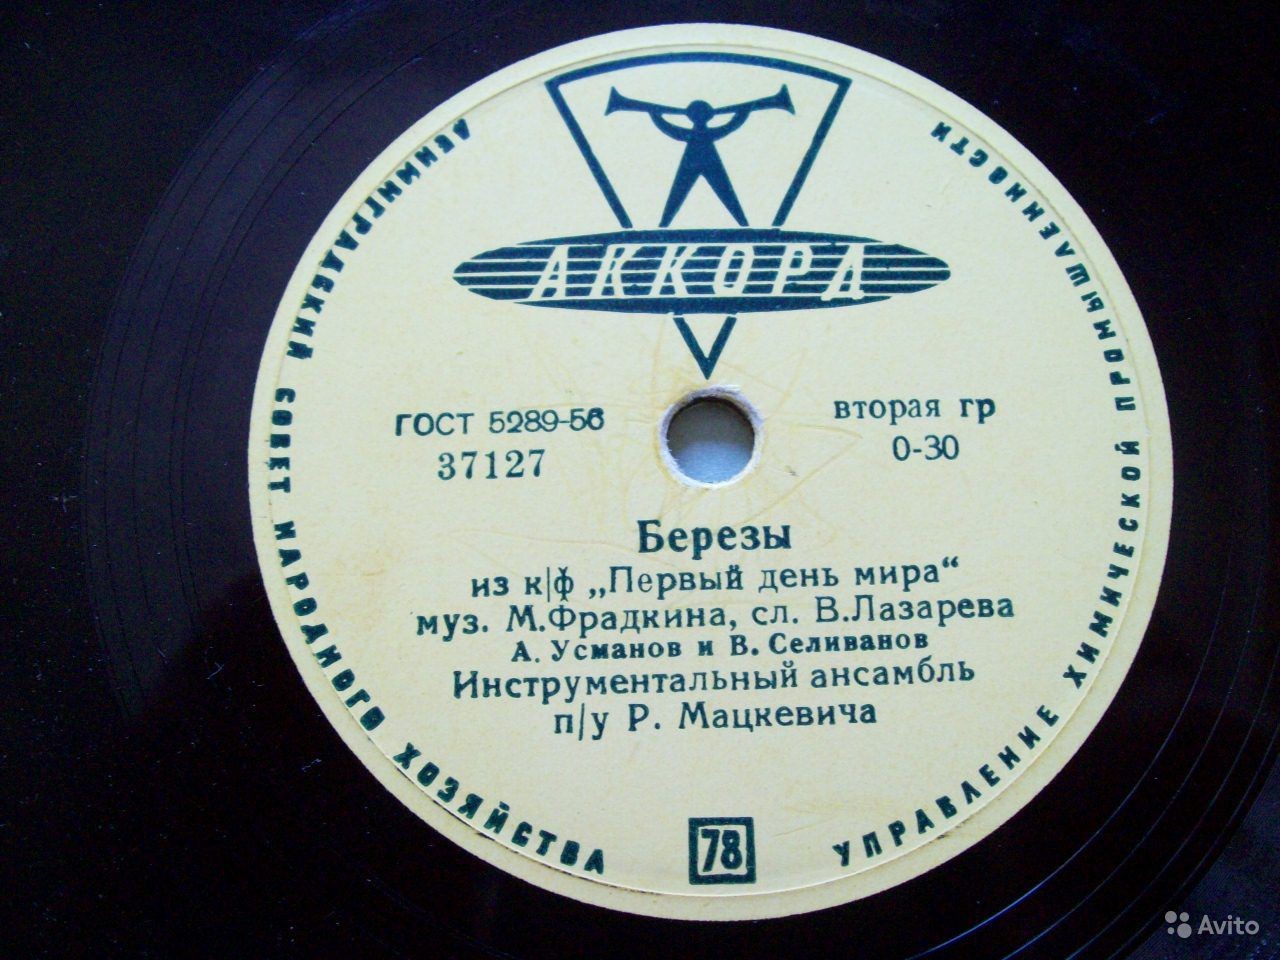 ЛЕНИНГРАДСКИЙ СОВЕТ НАРОДНОГО ХОЗЯЙСТВА
УПРАВЛЕНИЕ ХИМИЧЕСКОЙ ПРОМЫШЛЕННОСТИ
АККОРД
ГОСТ 5289-56
37127
вторая гр
0-30
Березы
из к|ф „Первый день мира“
муз. М.Фрадкина, сл. В.Лазарева
А. Усманов и В. Селиванов
Инструментальный ансамбль
п/у Р. Мацкевича
78
Avito